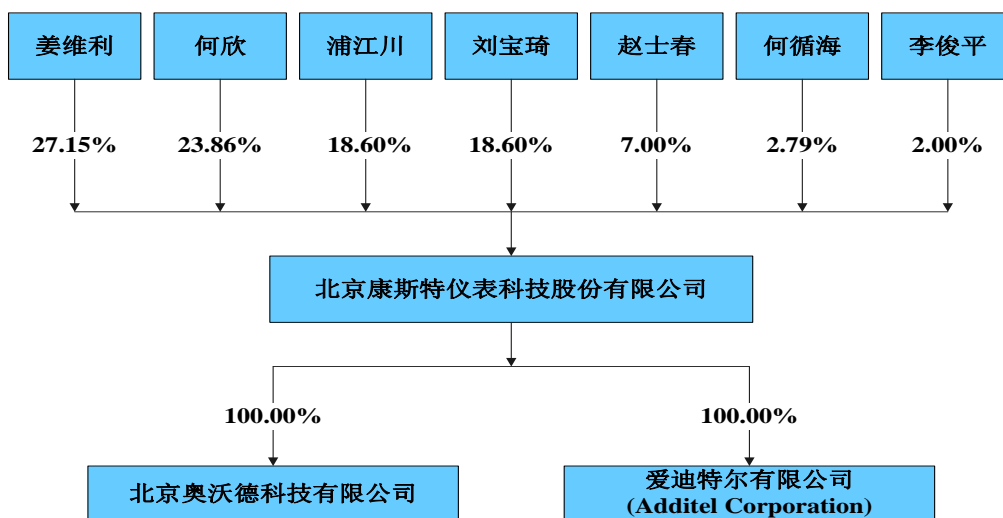 姜维利
何欣
浦江川
刘宝琦
赵士春
何循海
李俊平
27.15%
23.86%
18.60%
18.60%
7.00%
2.79%
2.00%
北京康斯特仪表科技股份有限公司
100.00%
100.00%
北京奥沃德科技有限公司
爱迪特尔有限公司
(Additel Corporation)